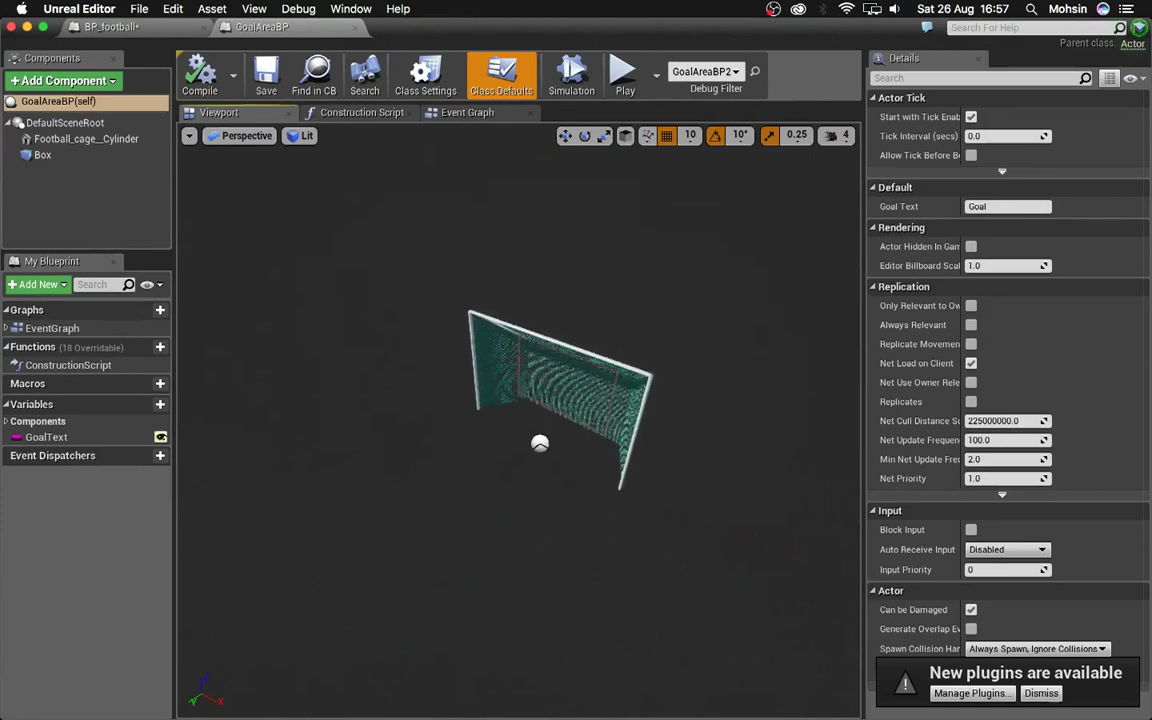 Unreal Editor File Edit Asset View Debug Window Help Sat 26 Aug 16:57 Mohsin
BP_football•
GoalAreaBP
Search For Help
Parent class: Actor
Components
+Add Component
GoalAreaBP(self)
DefaultSceneRoot
Football_cage__Cylinder
Box
My Blueprint
+Add New
Search
Graphs
EventGraph
Functions (18 Overridable)
ConstructionScript
Macros
Variables
Components
GoalText
Event Dispatchers
Compile
Save
Find in CB
Search
Class Settings
Class Defaults
Simulation
Play
GoalAreaBP2
Debug Filter
Viewport
Construction Script
Event Graph
Perspective
Lit
10
10°
0.25
4
Details
Search
Actor Tick
Start with Tick Enab
Tick Interval (secs) 0.0
Allow Tick Before B
Default
Goal Text Goal
Rendering
Actor Hidden In Gam
Editor Billboard Scal 1.0
Replication
Only Relevant to Ow
Always Relevant
Replicate Movemen
Net Load on Client
Net Use Owner Rele
Replicates
Net Cull Distance S 225000000.0
Net Update Frequen 100.0
Min Net Update Fre 2.0
Net Priority 1.0
Input
Block Input
Auto Receive Input Disabled
Input Priority 0
Actor
Can be Damaged
Generate Overlap Ev
Spawn Collision Han Always Spawn, Ignore Collisions
New plugins are available
Manage Plugins...
Dismiss
Z
Y
X